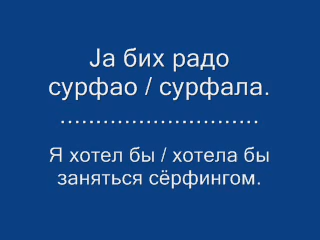 Ја бих радо
сурфао / сурфала.
............................
Я хотел бы / хотела бы
заняться сёрфингом.